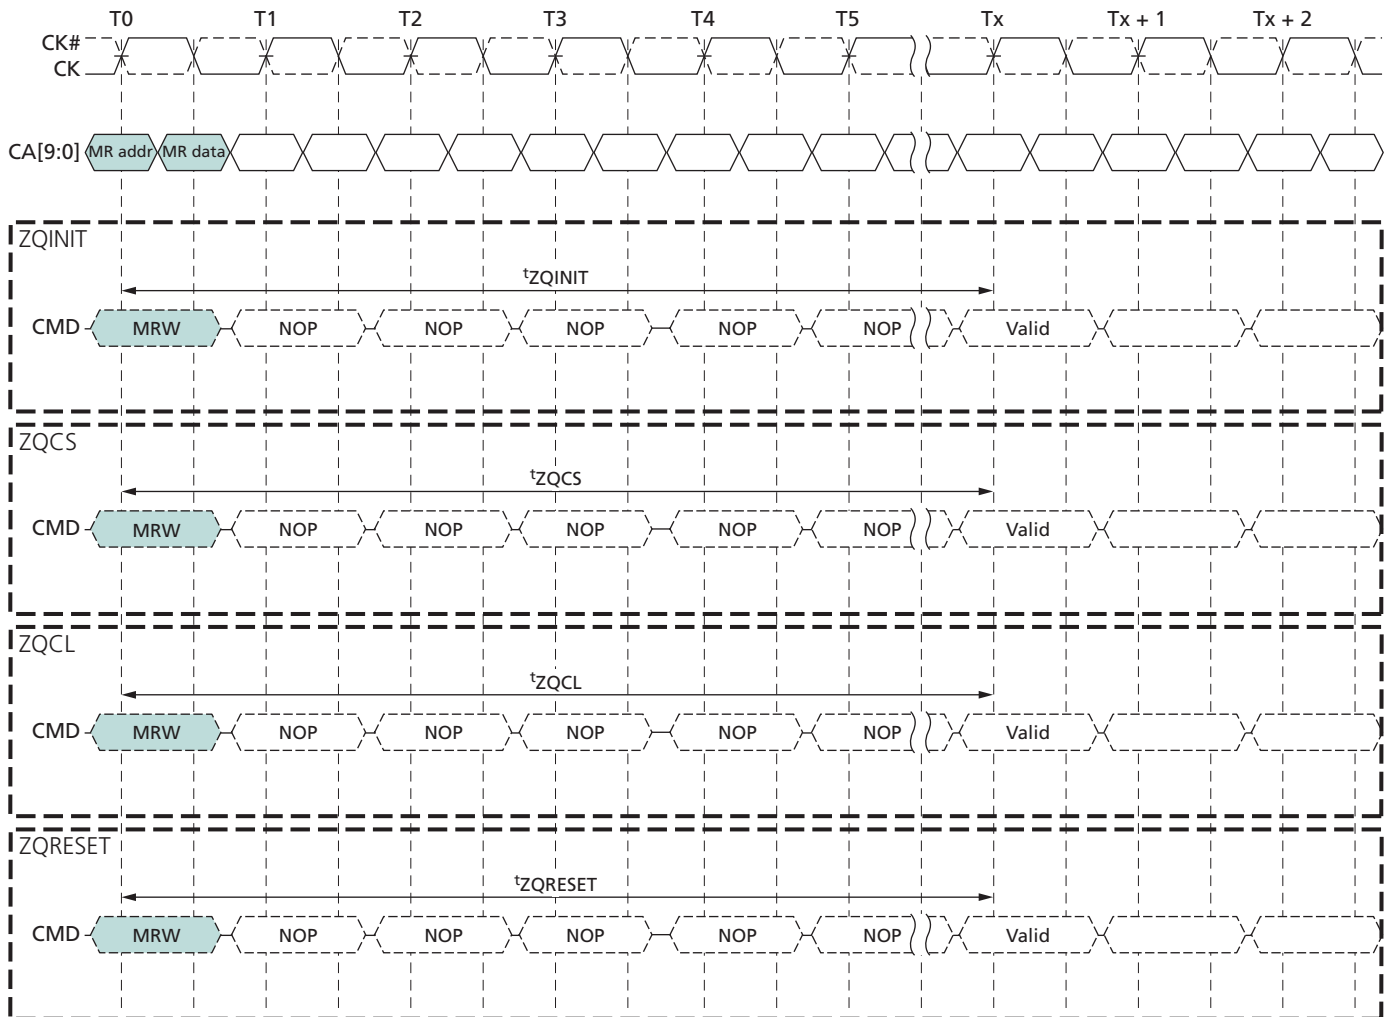 T0 T1 T2 T3 T4 T5 Tx Tx + 1 Tx + 2
CK#
CK
CA[9:0] MR addr MR data
ZQINIT
tZQINIT
CMD MRW NOP NOP NOP NOP NOP Valid
ZQCS
tZQCS
CMD MRW NOP NOP NOP NOP NOP Valid
ZQCL
tZQCL
CMD MRW NOP NOP NOP NOP NOP Valid
ZQRESET
tZQRESET
CMD MRW NOP NOP NOP NOP NOP Valid